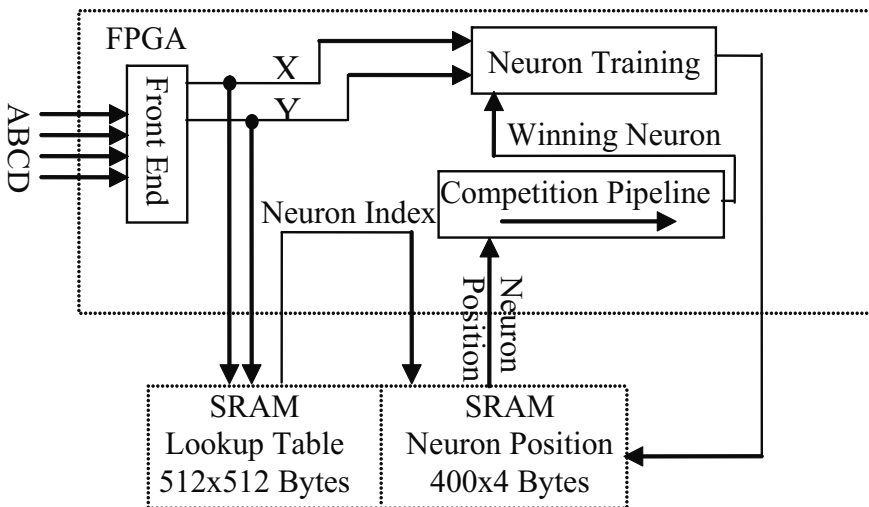 FPGA
X
Neuron Training
Front End
Y
ABCD
Winning Neuron
Competition Pipeline
Neuron Index
Neuron
Position
SRAM
Lookup Table
512x512 Bytes
SRAM
Neuron Position
400x4 Bytes